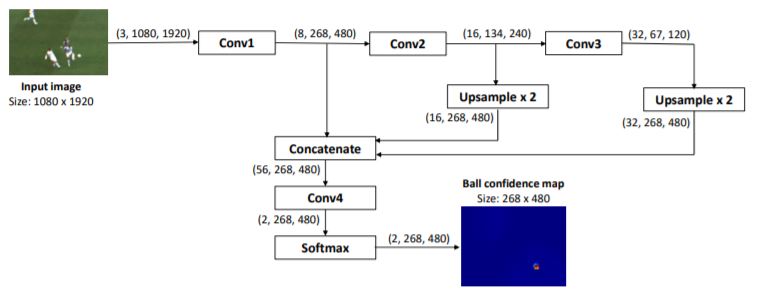 (3, 1080, 1920)
Conv1
(8, 268, 480)
Conv2
(16, 134, 240)
Conv3
(32, 67, 120)
Input image
Size: 1080 x 1920
Upsample x 2
Upsample x 2
(16, 268, 480)
(32, 268, 480)
Concatenate
(56, 268, 480)
Conv4
(2, 268, 480)
Softmax
(2, 268, 480)
Ball confidence map
Size: 268 x 480